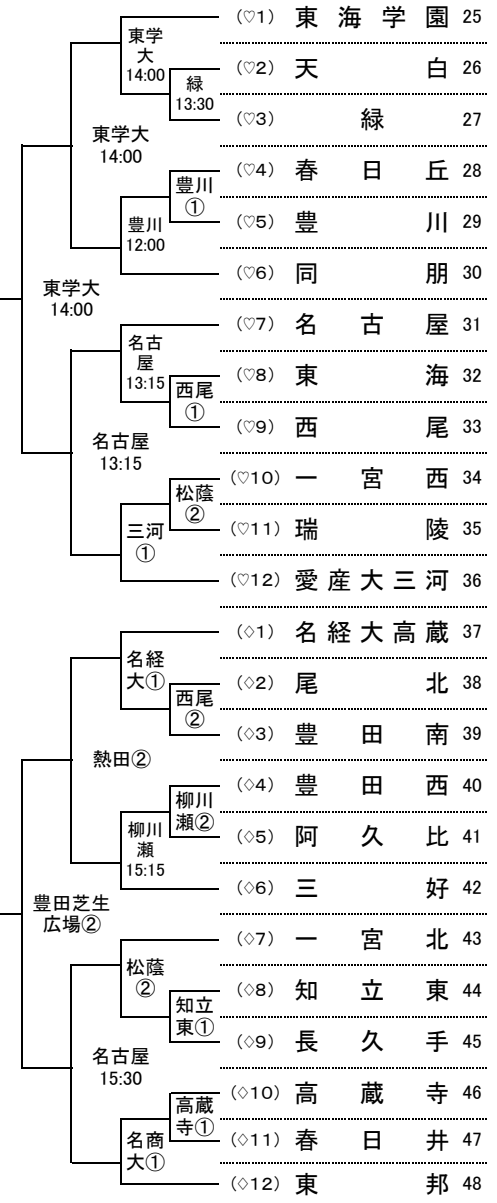 (♡1) 東海学園 25
東学
大
14:00
(♡2) 天白 26
緑
13:30
(♡3) 緑 27
東学大
14:00
(♡4) 春日丘 28
豊川
①
(♡5) 豊川 29
豊川
12:00
(♡6) 同朋 30
東学大
14:00
(♡7) 名古屋 31
名古
屋
13:15
(♡8) 東海 32
西尾
①
(♡9) 西尾 33
名古屋
13:15
(♡10) 一宮西 34
松蔭
②
(♡11) 瑞陵 35
三河
①
(♡12) 愛産大三河 36
(◇1) 名経大高蔵 37
名経
大①
(◇2) 尾北 38
西尾
②
(◇3) 豊田南 39
熱田②
(◇4) 豊田西 40
柳川
瀬②
(◇5) 阿久比 41
柳川
瀬
15:15
(◇6) 三好 42
豊田芝生
広場②
(◇7) 一宮北 43
松蔭
②
(◇8) 知立東 44
知立
東①
(◇9) 長久手 45
名古屋
15:30
(◇10) 高蔵寺 46
高蔵
寺①
(◇11) 春日井 47
名商
大①
(◇12) 東邦 48